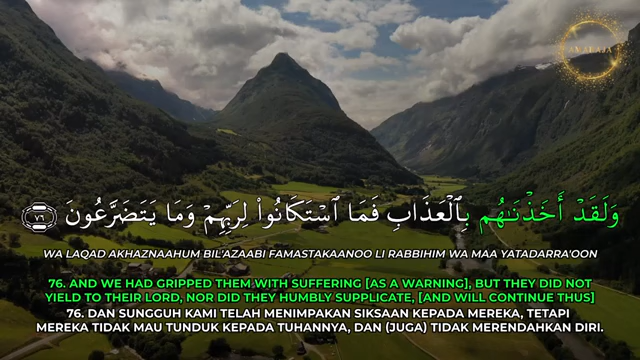 وَلَقَدْ أَخَذْنَـٰهُم بِٱلْعَذَابِ فَمَا ٱسْتَكَانُوا۟ لِرَبِّهِمْ وَمَا يَتَضَرَّعُونَ ٧٦
WA LAQAD AKHAZNAAHUM BIL'AZAABI FAMASTAKAANOO LI RABBIHIM WA MAA YATADARRA'OON
76. AND WE HAD GRIPPED THEM WITH SUFFERING [AS A WARNING], BUT THEY DID NOT
YIELD TO THEIR LORD, NOR DID THEY HUMBLY SUPPLICATE, [AND WILL CONTINUE THUS]
76. DAN SUNGGUH KAMI TELAH MENIMPAKAN SIKSAAN KEPADA MEREKA, TETAPI
MEREKA TIDAK MAU TUNDUK KEPADA TUHANNYA, DAN (JUGA) TIDAK MERENDAHKAN DIRI.